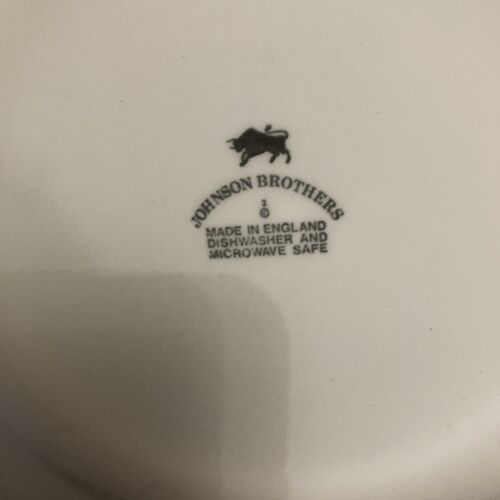 JOHNSON BROTHERS
2
©
MADE IN ENGLAND
DISHWASHER AND
MICROWAVE SAFE